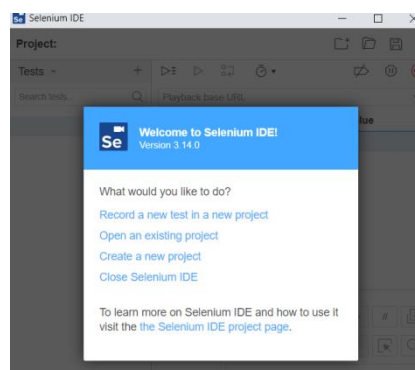 Selenium IDE
Project:
Tests
Search tests...
Playback base URL
Se
Welcome to Selenium IDE!
Version 3.14.0
lue
What would you like to do?
Record a new test in a new project
Open an existing project
Create a new project
Close Selenium IDE
To learn more on Selenium IDE and how to use it
visit the the Selenium IDE project page.